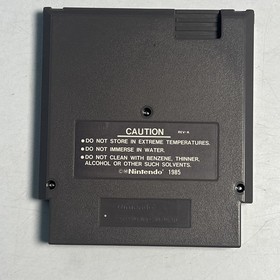 CAUTION REV-A
•DO NOT STORE IN EXTREME TEMPERATURES.
•DO NOT IMMERSE IN WATER.
•DO NOT CLEAN WITH BENZENE, THINNER,
ALCOHOL OR OTHER SUCH SOLVENTS.
©®Nintendo 1985